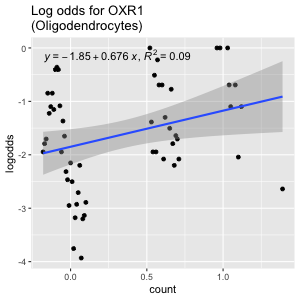 Log odds for OXR1
(Oligodendrocytes)
y = −1.85 + 0.676 x, R² = 0.09
0
-1
-2
-3
-4
logodds
0.0 0.5 1.0
count